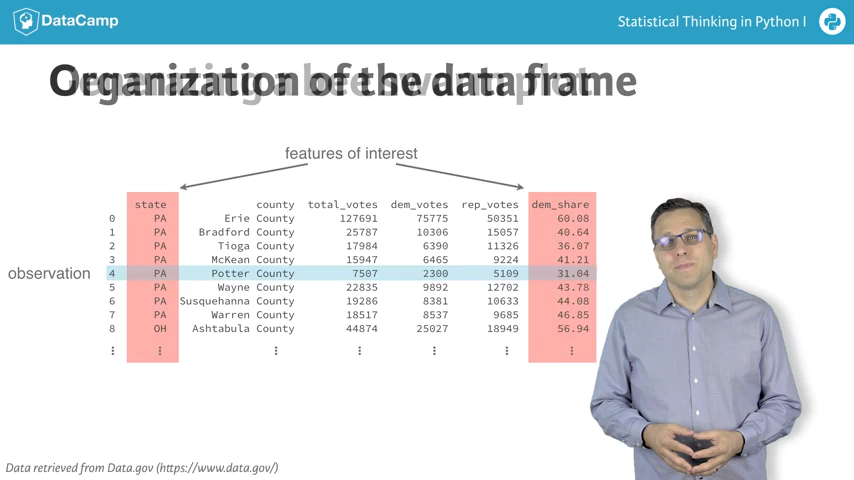 DataCamp
Statistical Thinking in Python I
Organization of the data frame
Generating a bee swarm plot
features of interest
state county total_votes dem_votes rep_votes dem_share
0 PA Erie County 127691 75775 50351 60.08
1 PA Bradford County 25787 10306 15057 40.64
2 PA Tioga County 17984 6390 11326 36.07
3 PA McKean County 15947 6465 9224 41.21
observation 4 PA Potter County 7507 2300 5109 31.04
5 PA Wayne County 22835 9892 12702 43.78
6 PA Susquehanna County 19286 8381 10633 44.08
7 PA Warren County 18517 8537 9685 46.85
8 OH Ashtabula County 44874 25027 18949 56.94
⋮ ⋮ ⋮ ⋮ ⋮ ⋮ ⋮
Data retrieved from Data.gov (https://www.data.gov/)